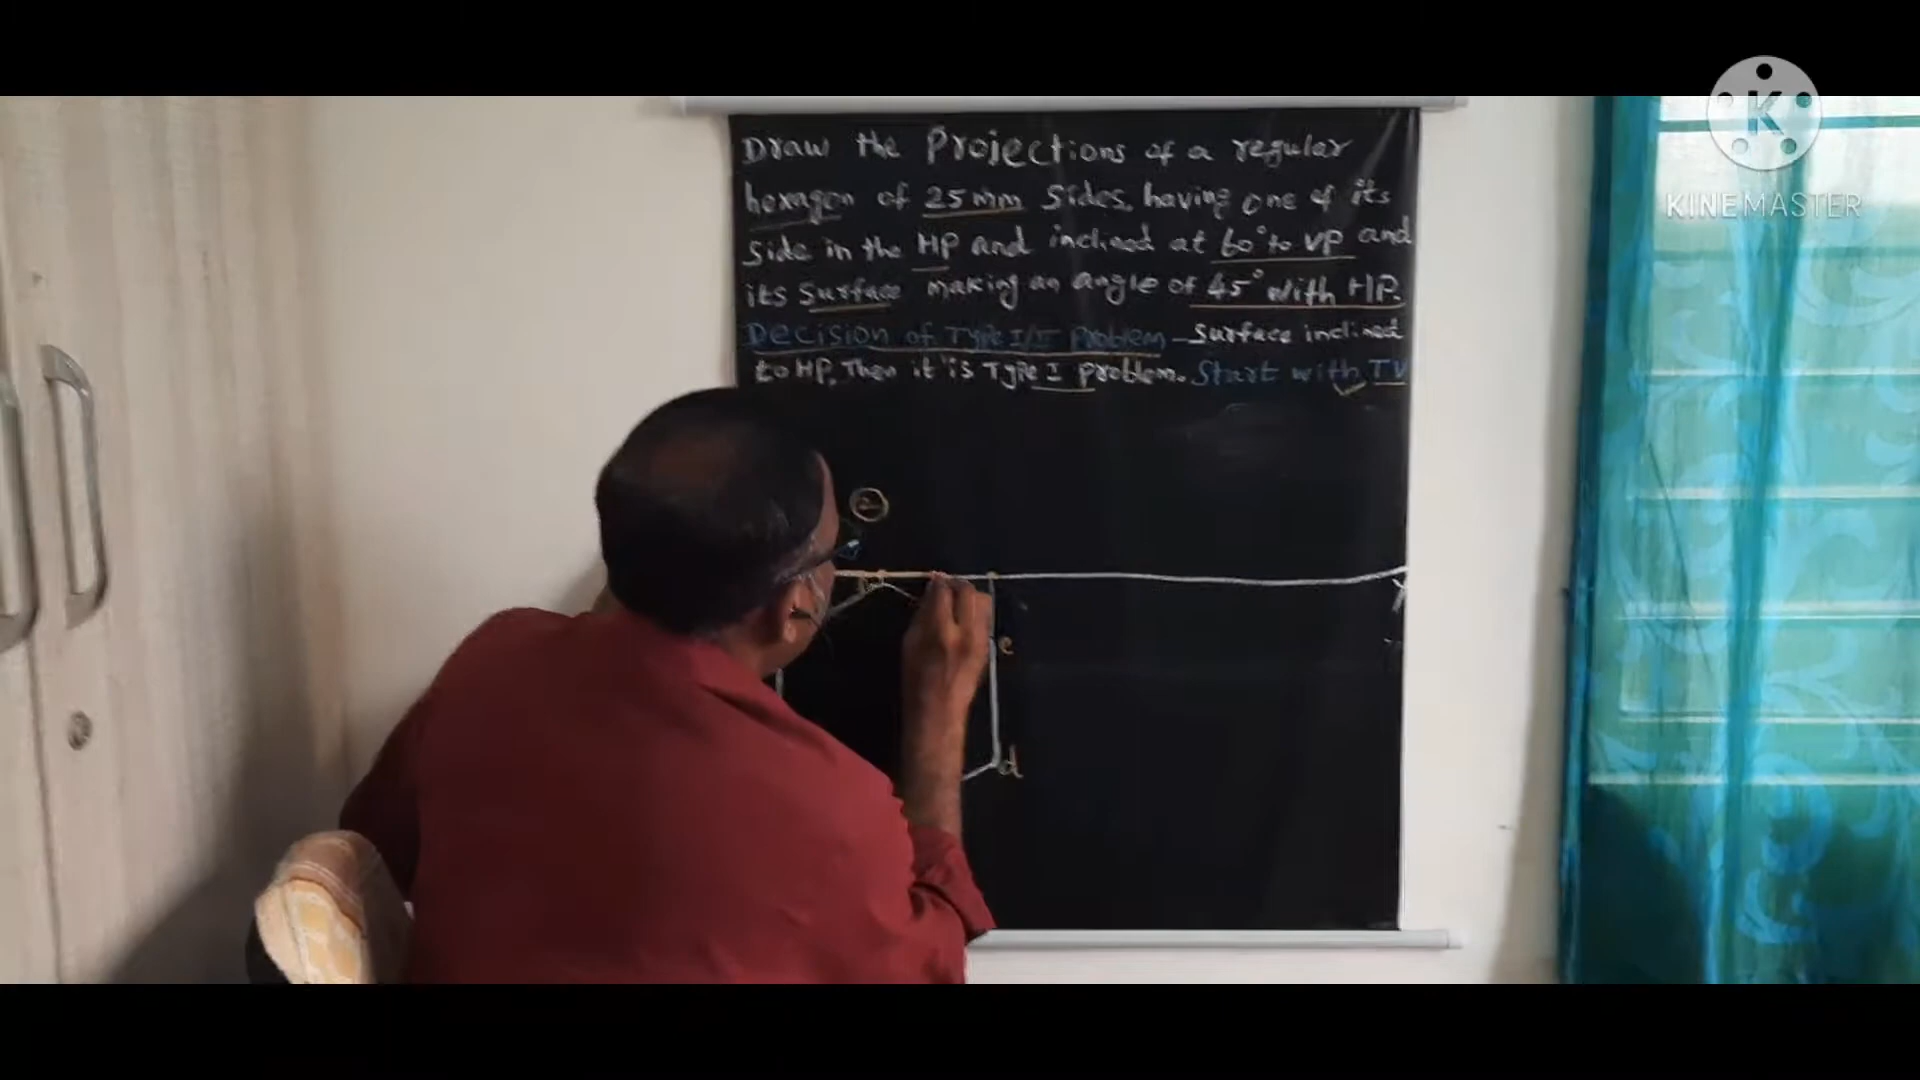 Draw the Projections of a regular
hexagon of 25mm Sides, having one of its
Side in the HP and inclined at 60° to VP and
its Surface making an angle of 45° with HP.
Decision of Type I/II Problem - Surface inclined
to HP, Then it is Type I problem. Start with TV
e
d
K
KINEMASTER